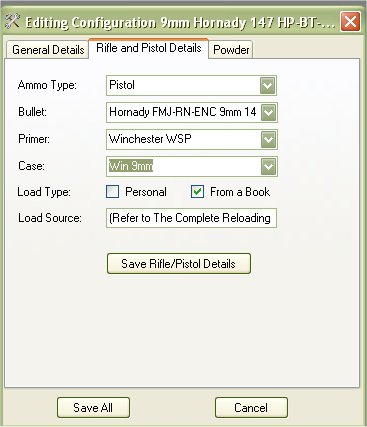 Editing Configuration 9mm Hornady 147 HP-BT-...
General Details
Rifle and Pistol Details
Powder
Ammo Type:
Pistol
Bullet:
Hornady FMJ-RN-ENC 9mm 14
Primer:
Winchester WSP
Case:
Win 9mm
Load Type:
Personal
From a Book
Load Source:
(Refer to The Complete Reloading
Save Rifle/Pistol Details
Save All
Cancel